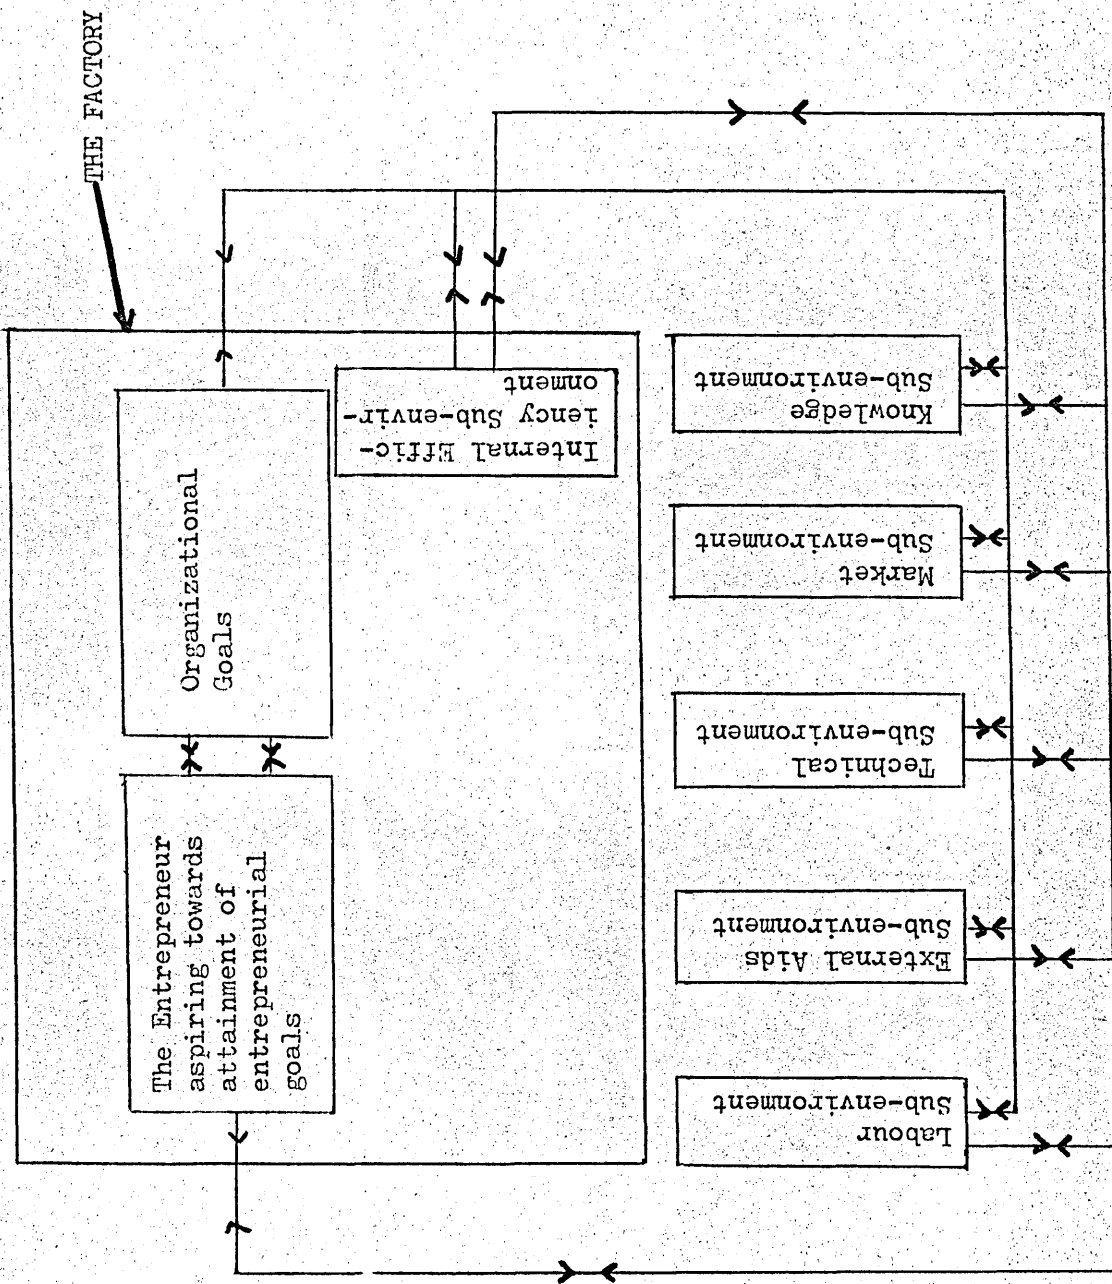 THE FACTORY
The Entrepreneur
aspiring towards
attainment of
entrepreneurial
goals
Organizational
Goals
Internal Effic-
iency Sub-envir-
onment
Labour
Sub-environment
External Aids
Sub-environment
Technical
Sub-environment
Market
Sub-environment
Knowledge
Sub-environment